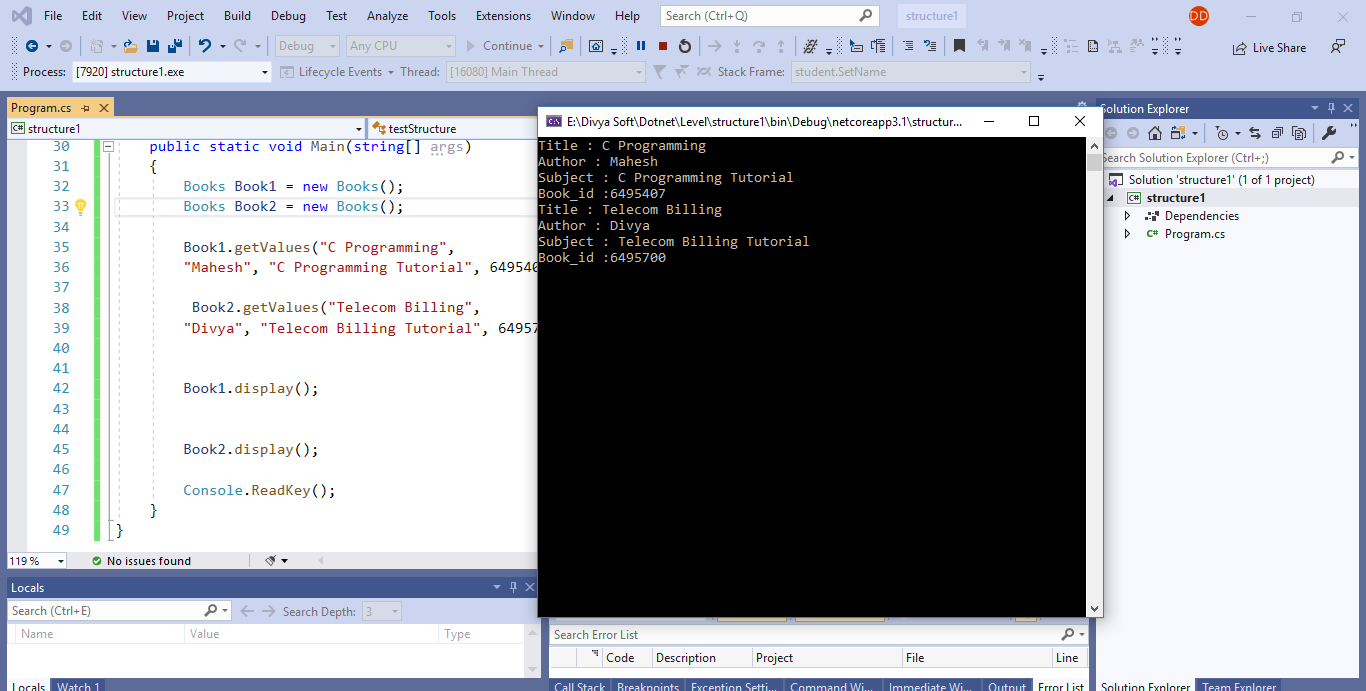 File Edit View Project Build Debug Test Analyze Tools Extensions Window Help Search (Ctrl+Q) structure1 DD
Debug Any CPU Continue Live Share
Process: [7920] structure1.exe Lifecycle Events Thread: [16080] Main Thread Stack Frame: student.SetName
Program.cs
C# structure1 testStructure
30 public static void Main(string[] args)
31 {
32 Books Book1 = new Books();
33 Books Book2 = new Books();
34
35 Book1.getValues("C Programming",
36 "Mahesh", "C Programming Tutorial", 649540
37
38 Book2.getValues("Telecom Billing",
39 "Divya", "Telecom Billing Tutorial", 64957
40
41
42 Book1.display();
43
44
45 Book2.display();
46
47 Console.ReadKey();
48 }
49 }
119 % No issues found
E:\Divya Soft\Dotnet\Level\structure1\bin\Debug\netcoreapp3.1\structur...
Title : C Programming
Author : Mahesh
Subject : C Programming Tutorial
Book_id :6495407
Title : Telecom Billing
Author : Divya
Subject : Telecom Billing Tutorial
Book_id :6495700
Solution Explorer
Search Solution Explorer (Ctrl+;)
Solution 'structure1' (1 of 1 project)
C# structure1
Dependencies
C# Program.cs
Locals
Search (Ctrl+E) Search Depth: 3
Name Value Type
Locals Watch 1
Search Error List
Code Description Project File Line
Call Stack Breakpoints Exception Setti... Command Wi... Immediate Wi... Output Error List
Solution Explorer Team Explorer